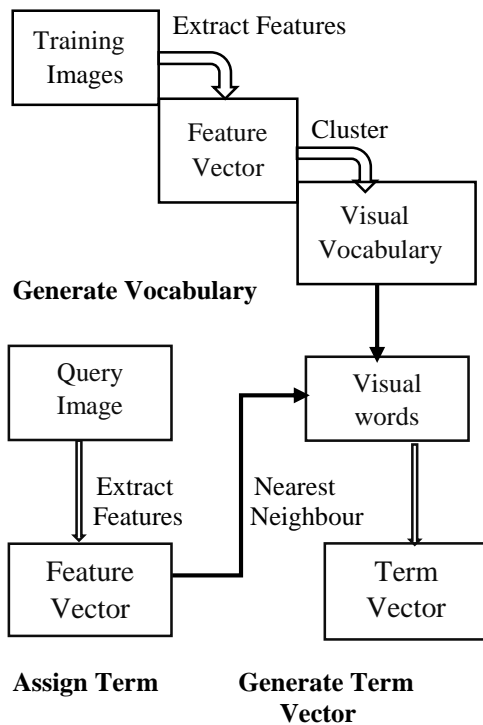 Training
Images
Extract Features
Feature
Vector
Cluster
Visual
Vocabulary
Generate Vocabulary
Query
Image
Visual
words
Extract
Features
Nearest
Neighbour
Feature
Vector
Term
Vector
Assign Term
Generate Term
Vector